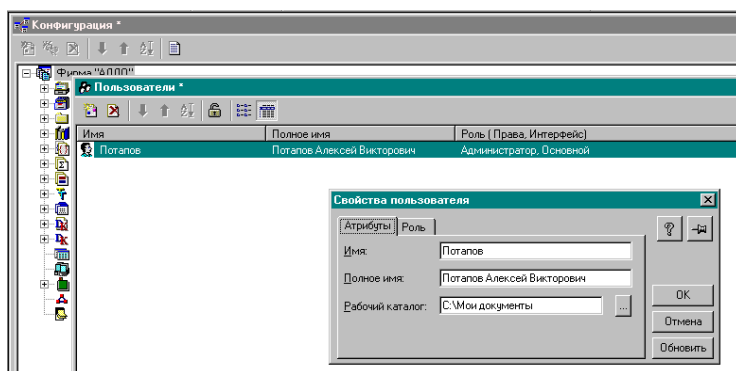 Конфигурация *
Фирма "АЛЛО"
Пользователи *
Имя Полное имя Роль ( Права, Интерфейс)
Потапов Потапов Алексей Викторович Администратор, Основной
Свойства пользователя
Атрибуты Роль
Имя: Потапов
Полное имя: Потапов Алексей Викторович
Рабочий каталог: C:\Мои документы ...
OK
Отмена
Обновить